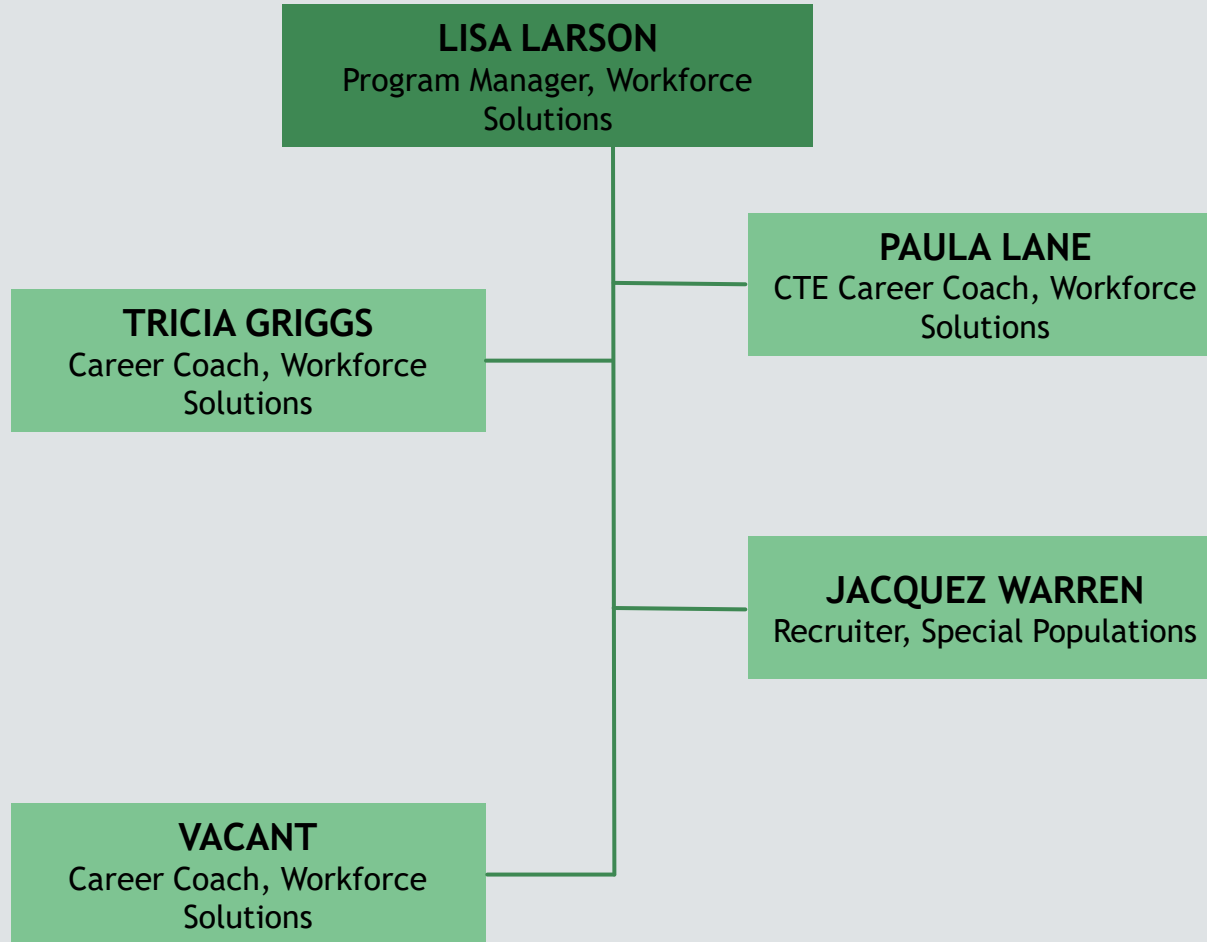 LISA LARSON
Program Manager, Workforce
Solutions
PAULA LANE
CTE Career Coach, Workforce
Solutions
TRICIA GRIGGS
Career Coach, Workforce
Solutions
JACQUEZ WARREN
Recruiter, Special Populations
VACANT
Career Coach, Workforce
Solutions